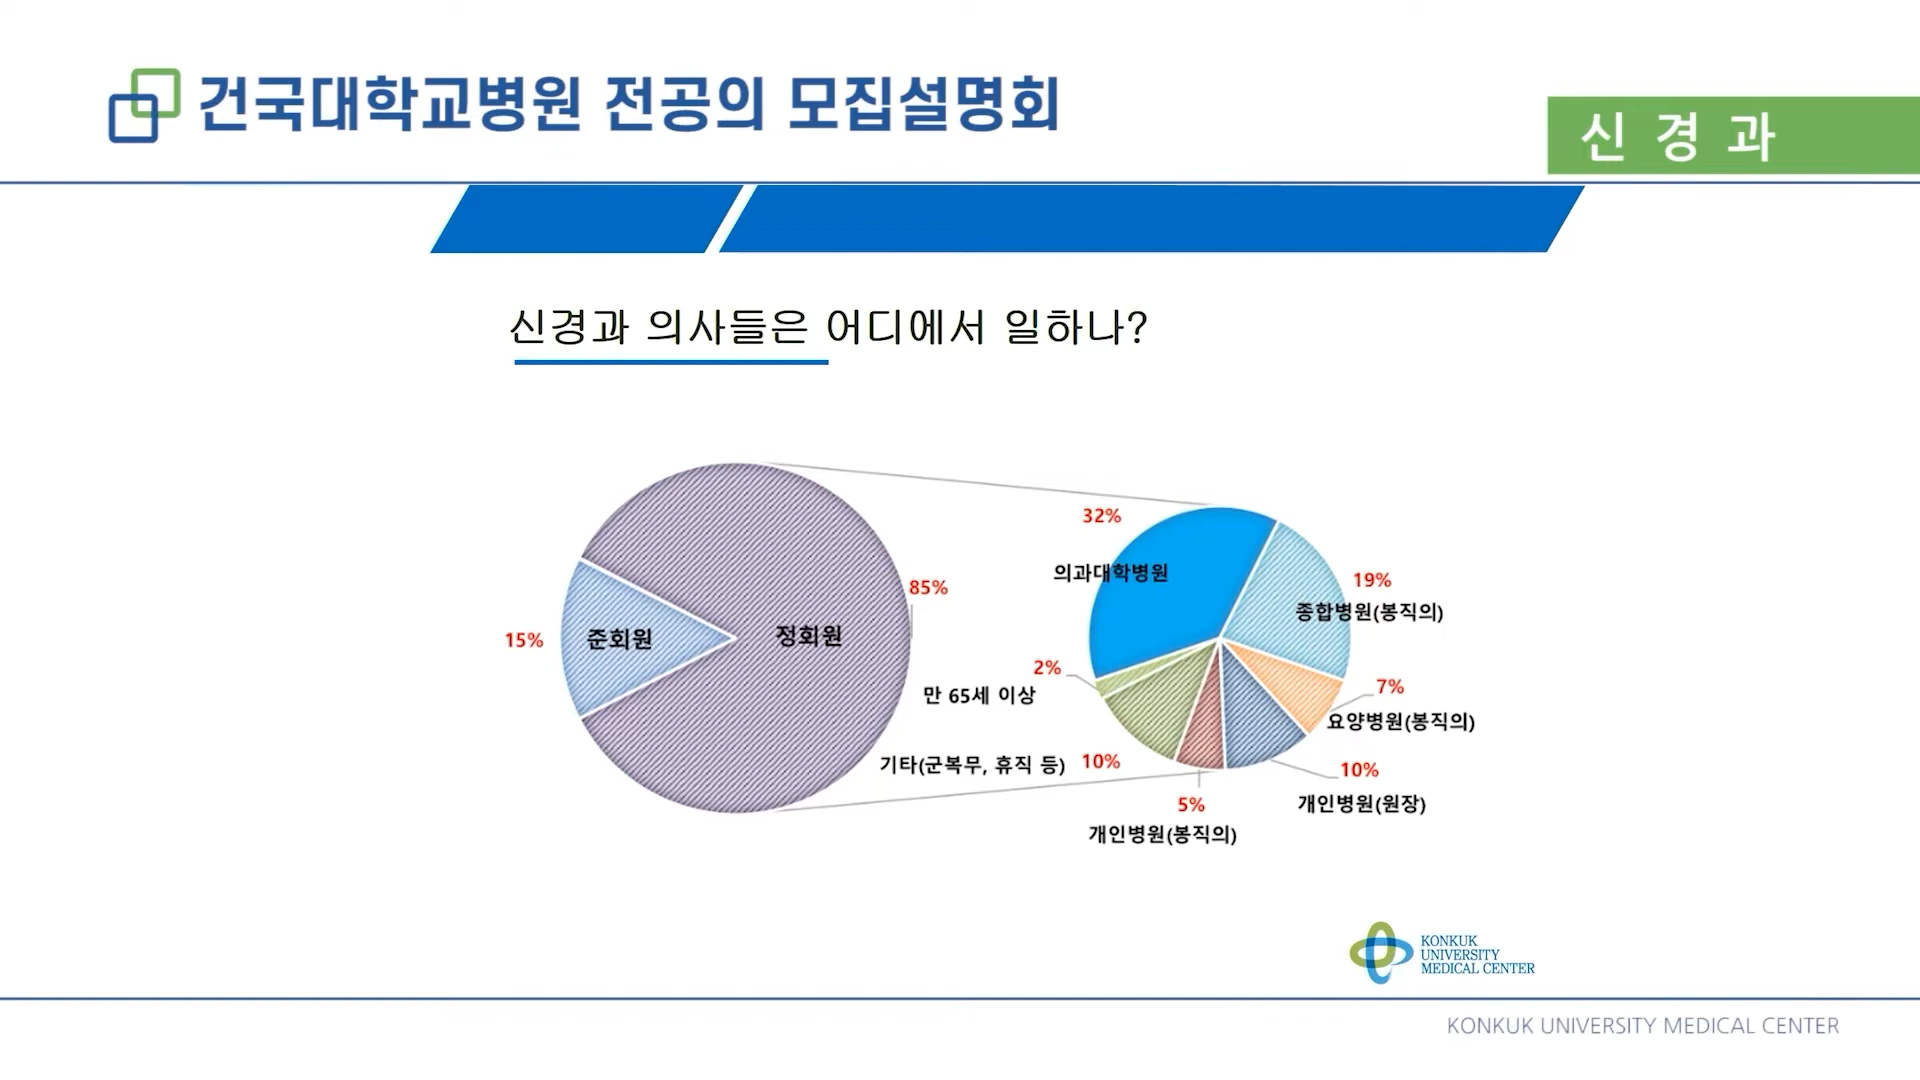 건국대학교병원 전공의 모집설명회
신 경 과
신경과 의사들은 어디에서 일하나?
15%
준회원
정회원
85%
32%
의과대학병원
19%
종합병원(봉직의)
7%
요양병원(봉직의)
10%
개인병원(원장)
5%
개인병원(봉직의)
기타(군복무, 휴직 등) 10%
2%
만 65세 이상
KONKUK
UNIVERSITY
MEDICAL CENTER
KONKUK UNIVERSITY MEDICAL CENTER